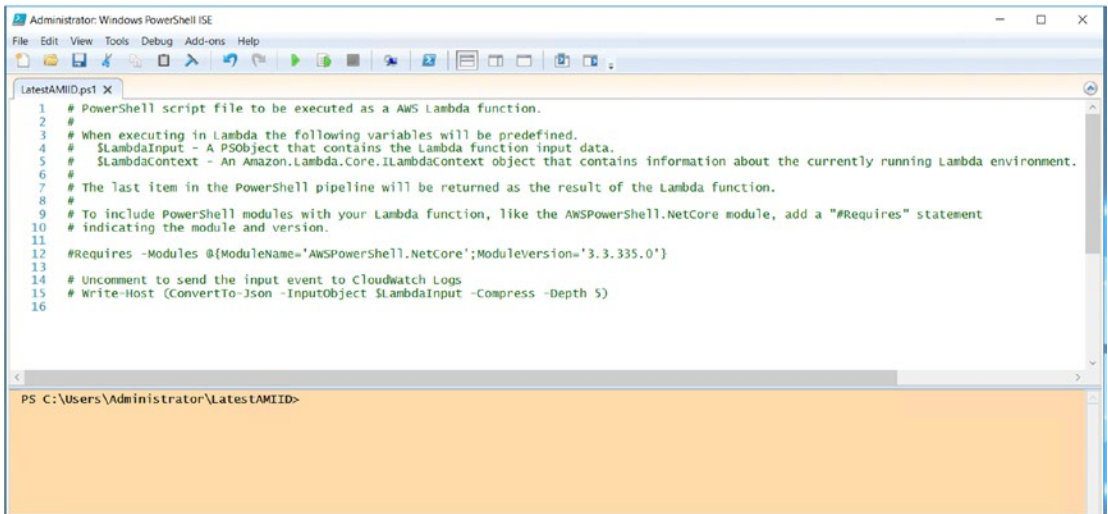 Administrator: Windows PowerShell ISE
File Edit View Tools Debug Add-ons Help
LatestAMIID.ps1 X
1 # PowerShell script file to be executed as a AWS Lambda function.
2 #
3 # When executing in Lambda the following variables will be predefined.
4 #   $LambdaInput - A PSObject that contains the Lambda function input data.
5 #   $LambdaContext - An Amazon.Lambda.Core.ILambdaContext object that contains information about the currently running Lambda environment.
6 #
7 # The last item in the PowerShell pipeline will be returned as the result of the Lambda function.
8 #
9 # To include PowerShell modules with your Lambda function, like the AWSPowerShell.NetCore module, add a "#Requires" statement
10 # indicating the module and version.
11
12 #Requires -Modules @{ModuleName='AWSPowerShell.NetCore';ModuleVersion='3.3.335.0'}
13
14 # Uncomment to send the input event to CloudWatch Logs
15 # Write-Host (ConvertTo-Json -InputObject $LambdaInput -Compress -Depth 5)
16
PS C:\Users\Administrator\LatestAMIID>